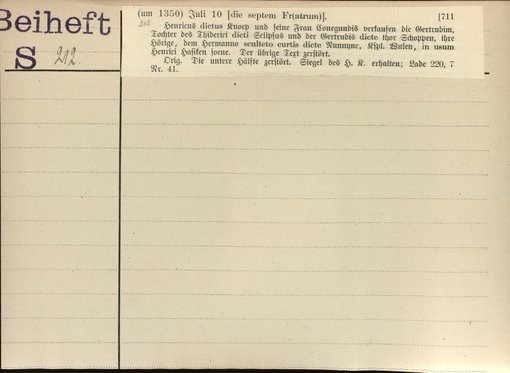 Beiheft
S 212.
(um 1350) Juli 10 [die septem Fr(atrum)]. [711
212 Henricus dictus Knoep und seine Frau Conegundis verkaufen die Gertrudim,
Tochter des Thiderici dicti Sclipsus und der Gertrudis dicte thor Schoppen, ihre
Hörige, dem Hermanno sculteto curtis dicte Nunnyne, Kspl. Wulen, in usum
Henrici Hasiken soene. Der übrige Text zerstört.
Orig. Die untere Hälfte zerstört. Siegel des H. K. erhalten; Lade 220, 7
Nr. 41.